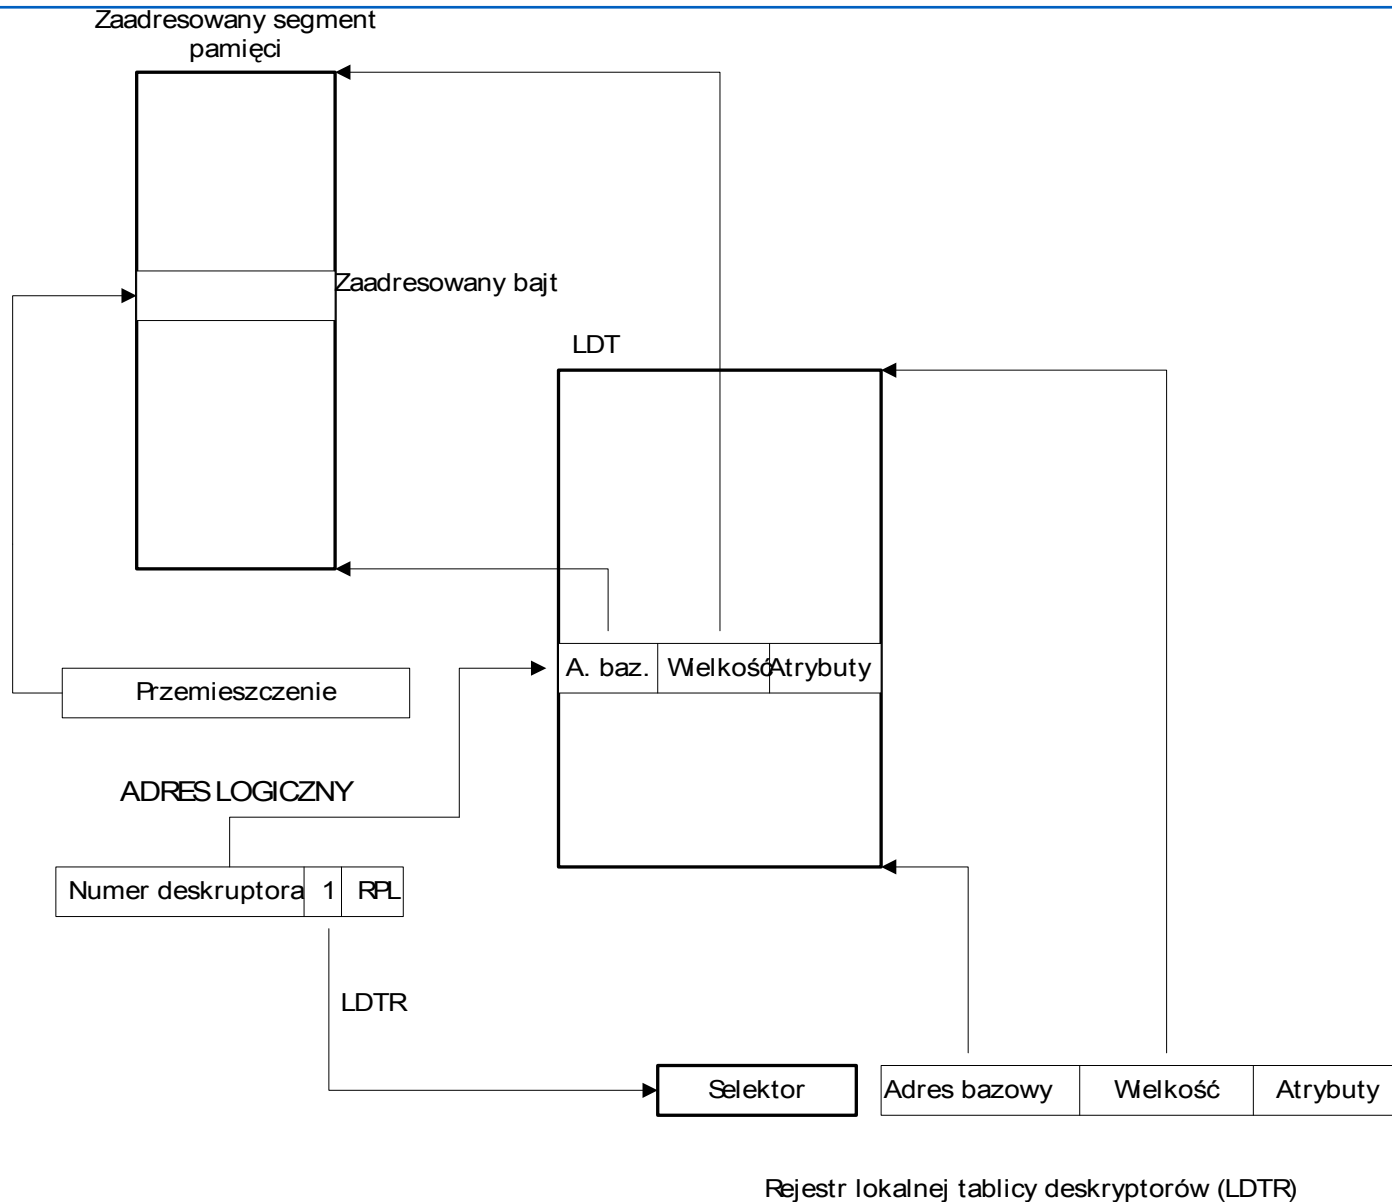 Zaadresowany segment
pamięci
Zaadresowany bajt
LDT
A. baz. Wielkość Atrybuty
Przemieszczenie
ADRES LOGICZNY
Numer deskruptora 1 RPL
LDTR
Selektor Adres bazowy Wielkość Atrybuty
Rejestr lokalnej tablicy deskryptorów (LDTR)